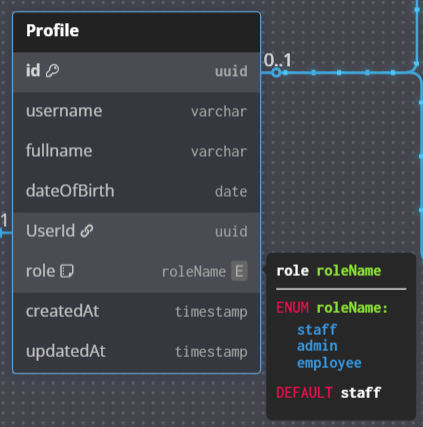 Profile
id uuid
0..1
username varchar
fullname varchar
dateOfBirth date
1
UserId uuid
role roleName E
createdAt timestamp
updatedAt timestamp
role roleName
ENUM roleName:
staff
admin
employee
DEFAULT staff